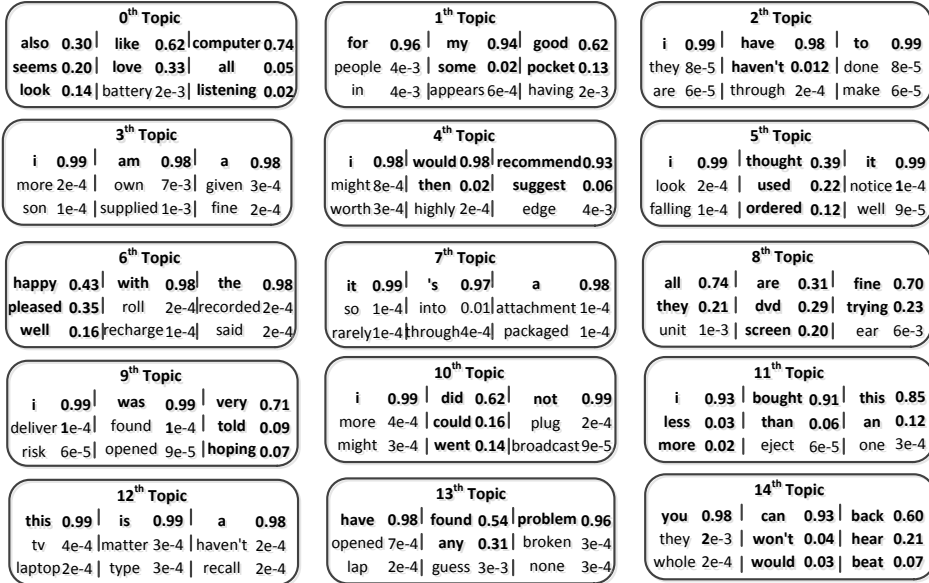 0th Topic
also 0.30 | like 0.62 | computer 0.74
seems 0.20 | love 0.33 | all 0.05
look 0.14 | battery 2e-3 | listening 0.02
1th Topic
for 0.96 | my 0.94 | good 0.62
people 4e-3 | some 0.02 | pocket 0.13
in 4e-3 | appears 6e-4 | having 2e-3
2th Topic
i 0.99 | have 0.98 | to 0.99
they 8e-5 | haven't 0.012 | done 8e-5
are 6e-5 | through 2e-4 | make 6e-5
3th Topic
i 0.99 | am 0.98 | a 0.98
more 2e-4 | own 7e-3 | given 3e-4
son 1e-4 | supplied 1e-3 | fine 2e-4
4th Topic
i 0.98 | would 0.98 | recommend 0.93
might 8e-4 | then 0.02 | suggest 0.06
worth 3e-4 | highly 2e-4 | edge 4e-3
5th Topic
i 0.99 | thought 0.39 | it 0.99
look 2e-4 | used 0.22 | notice 1e-4
falling 1e-4 | ordered 0.12 | well 9e-5
6th Topic
happy 0.43 | with 0.98 | the 0.98
pleased 0.35 | roll 2e-4 | recorded 2e-4
well 0.16 | recharge 1e-4 | said 2e-4
7th Topic
it 0.99 | 's 0.97 | a 0.98
so 1e-4 | into 0.01 | attachment 1e-4
rarely 1e-4 | through 4e-4 | packaged 1e-4
8th Topic
all 0.74 | are 0.31 | fine 0.70
they 0.21 | dvd 0.29 | trying 0.23
unit 1e-3 | screen 0.20 | ear 6e-3
9th Topic
i 0.99 | was 0.99 | very 0.71
deliver 1e-4 | found 1e-4 | told 0.09
risk 6e-5 | opened 9e-5 | hoping 0.07
10th Topic
i 0.99 | did 0.62 | not 0.99
more 4e-4 | could 0.16 | plug 2e-4
might 3e-4 | went 0.14 | broadcast 9e-5
11th Topic
i 0.93 | bought 0.91 | this 0.85
less 0.03 | than 0.06 | an 0.12
more 0.02 | eject 6e-5 | one 3e-4
12th Topic
this 0.99 | is 0.99 | a 0.98
tv 4e-4 | matter 3e-4 | haven't 2e-4
laptop 2e-4 | type 3e-4 | recall 2e-4
13th Topic
have 0.98 | found 0.54 | problem 0.96
opened 7e-4 | any 0.31 | broken 3e-4
lap 2e-4 | guess 3e-3 | none 3e-4
14th Topic
you 0.98 | can 0.93 | back 0.60
they 2e-3 | won't 0.04 | hear 0.21
whole 2e-4 | would 0.03 | beat 0.07